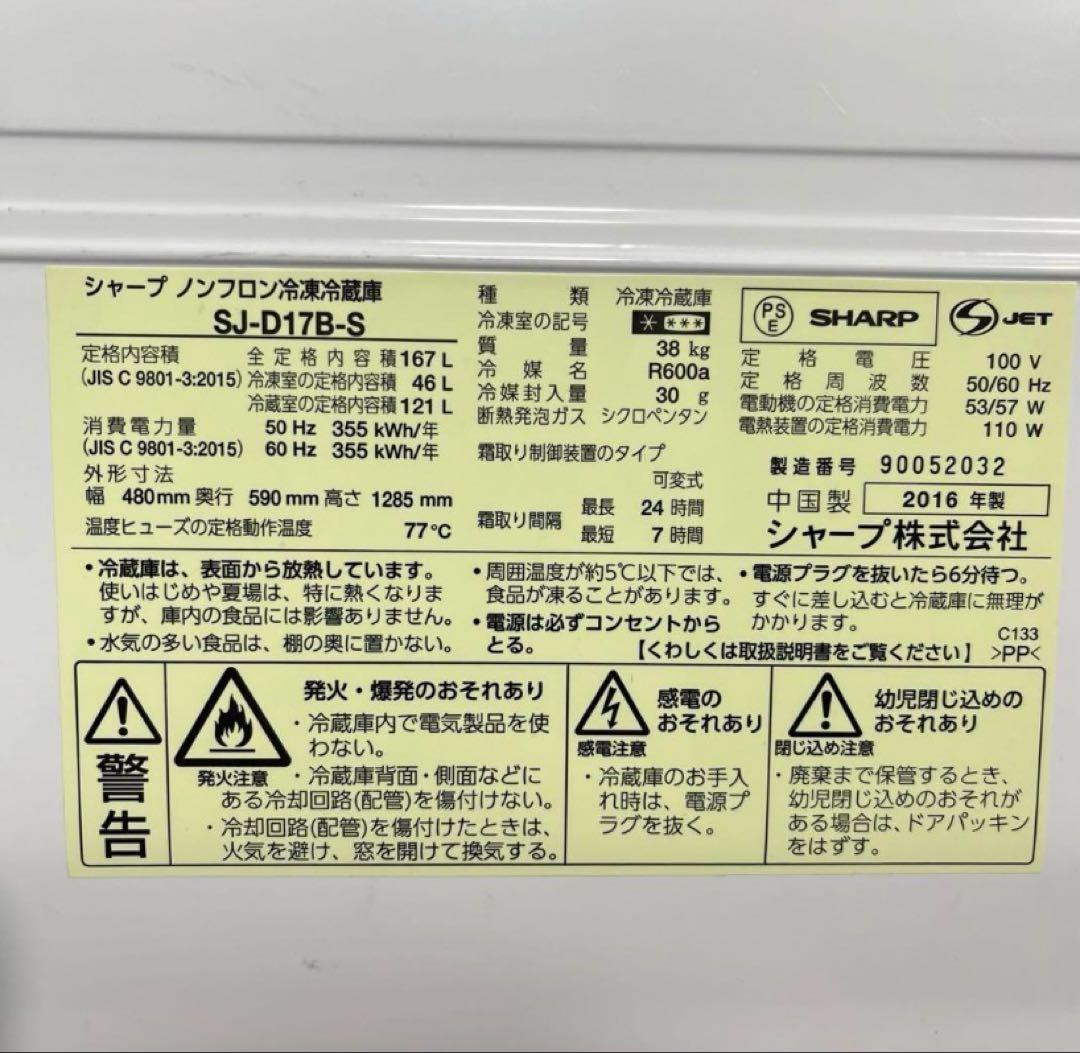 シャープ ノンフロン冷凍冷蔵庫
SJ-D17B-S
定格内容積 全定格内容積 167 L
(JIS C 9801-3:2015) 冷凍室の定格内容積 46 L
冷蔵室の定格内容積 121 L
消費電力量 50 Hz 355 kWh/年
(JIS C 9801-3:2015) 60 Hz 355 kWh/年
外形寸法
幅 480mm 奥行 590mm 高さ 1285 mm
温度ヒューズの定格動作温度 77℃
種類 冷凍冷蔵庫
冷凍室の記号 * ***
質量 38 kg
冷媒名 R600a
冷媒封入量 30 g
断熱発泡ガス シクロペンタン
霜取り制御装置のタイプ
可変式
霜取り間隔 最長 24 時間
最短 7 時間
PS E SHARP S JET
定格電圧 100 V
定格周波数 50/60 Hz
電動機の定格消費電力 53/57 W
電熱装置の定格消費電力 110 W
製造番号 90052032
中国製 2016 年製
シャープ株式会社
・冷蔵庫は、表面から放熱しています。
使いはじめや夏場は、特に熱くなりま
すが、庫内の食品には影響ありません。
・水気の多い食品は、棚の奥に置かない。
・周囲温度が約5℃以下では、
食品が凍ることがあります。
・電源は必ずコンセントから
とる。
・電源プラグを抜いたら6分待つ。
すぐに差し込むと冷蔵庫に無理が
かかります。
【くわしくは取扱説明書をご覧ください】
C133
>PP<
警告
発火・爆発のおそれあり
発火注意
・冷蔵庫内で電気製品を使
わない。
・冷蔵庫背面・側面などに
ある冷却回路(配管)を傷付けない。
・冷却回路(配管)を傷付けたときは、
火気を避け、窓を開けて換気する。
感電の
おそれあり
感電注意
・冷蔵庫のお手入
れ時は、電源プ
ラグを抜く。
幼児閉じ込めの
おそれあり
閉じ込め注意
・廃棄まで保管するとき、
幼児閉じ込めのおそれが
ある場合は、ドアパッキン
をはずす。